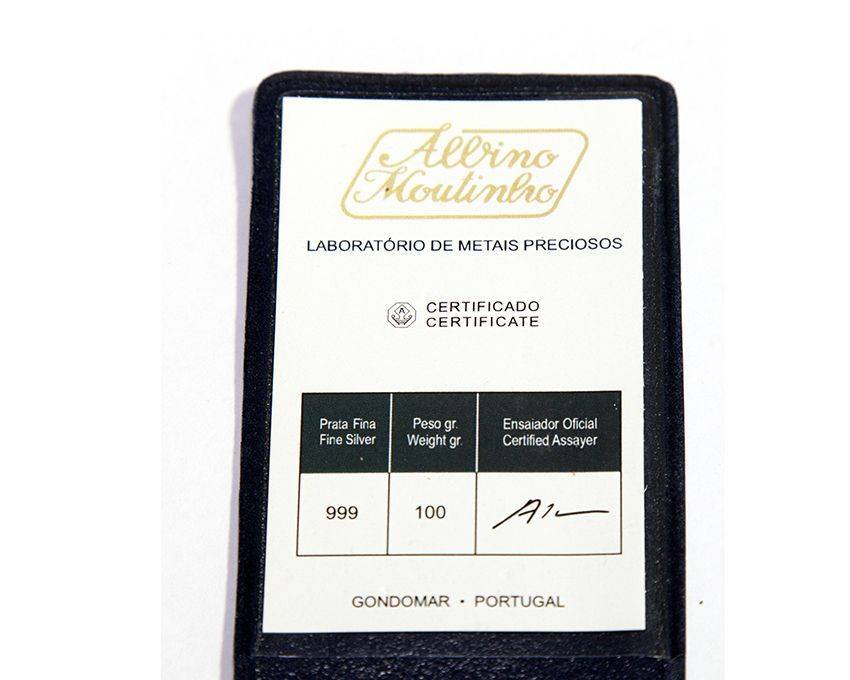 Albino
Moutinho
LABORATÓRIO DE METAIS PRECIOSOS
CERTIFICADO
CERTIFICATE
Prata Fina
Fine Silver
Peso gr.
Weight gr.
Ensaiador Oficial
Certified Assayer
999
100
GONDOMAR • PORTUGAL